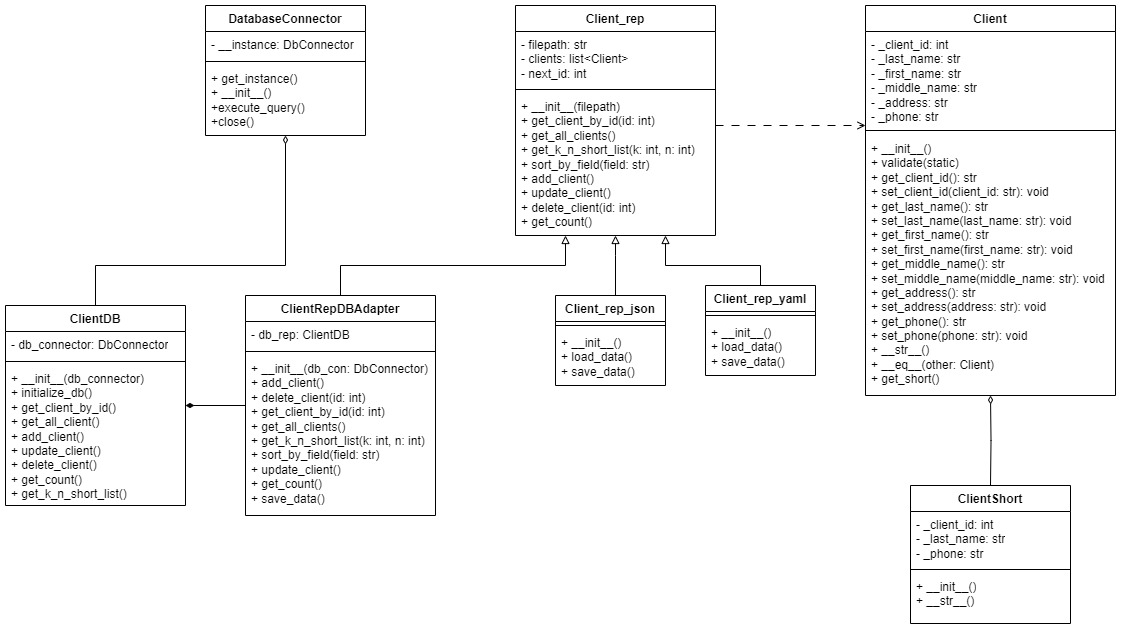 DatabaseConnector
- __instance: DbConnector
+ get_instance()
+ __init__()
+execute_query()
+close()
Client_rep
- filepath: str
- clients: list<Client>
- next_id: int
+ __init__(filepath)
+ get_client_by_id(id: int)
+ get_all_clients()
+ get_k_n_short_list(k: int, n: int)
+ sort_by_field(field: str)
+ add_client()
+ update_client()
+ delete_client(id: int)
+ get_count()
Client
- _client_id: int
- _last_name: str
- _first_name: str
- _middle_name: str
- _address: str
- _phone: str
+ __init__()
+ validate(static)
+ get_client_id(): str
+ set_client_id(client_id: str): void
+ get_last_name(): str
+ set_last_name(last_name: str): void
+ get_first_name(): str
+ set_first_name(first_name: str): void
+ get_middle_name(): str
+ set_middle_name(middle_name: str): void
+ get_address(): str
+ set_address(address: str): void
+ get_phone(): str
+ set_phone(phone: str): void
+ __str__()
+ __eq__(other: Client)
+ get_short()
ClientDB
- db_connector: DbConnector
+ __init__(db_connector)
+ initialize_db()
+ get_client_by_id()
+ get_all_client()
+ add_client()
+ update_client()
+ delete_client()
+ get_count()
+ get_k_n_short_list()
ClientRepDBAdapter
- db_rep: ClientDB
+ __init__(db_con: DbConnector)
+ add_client()
+ delete_client(id: int)
+ get_client_by_id(id: int)
+ get_all_clients()
+ get_k_n_short_list(k: int, n: int)
+ sort_by_field(field: str)
+ update_client()
+ get_count()
+ save_data()
Client_rep_json
+ __init__()
+ load_data()
+ save_data()
Client_rep_yaml
+ __init__()
+ load_data()
+ save_data()
ClientShort
- _client_id: int
- _last_name: str
- _phone: str
+ __init__()
+ __str__()